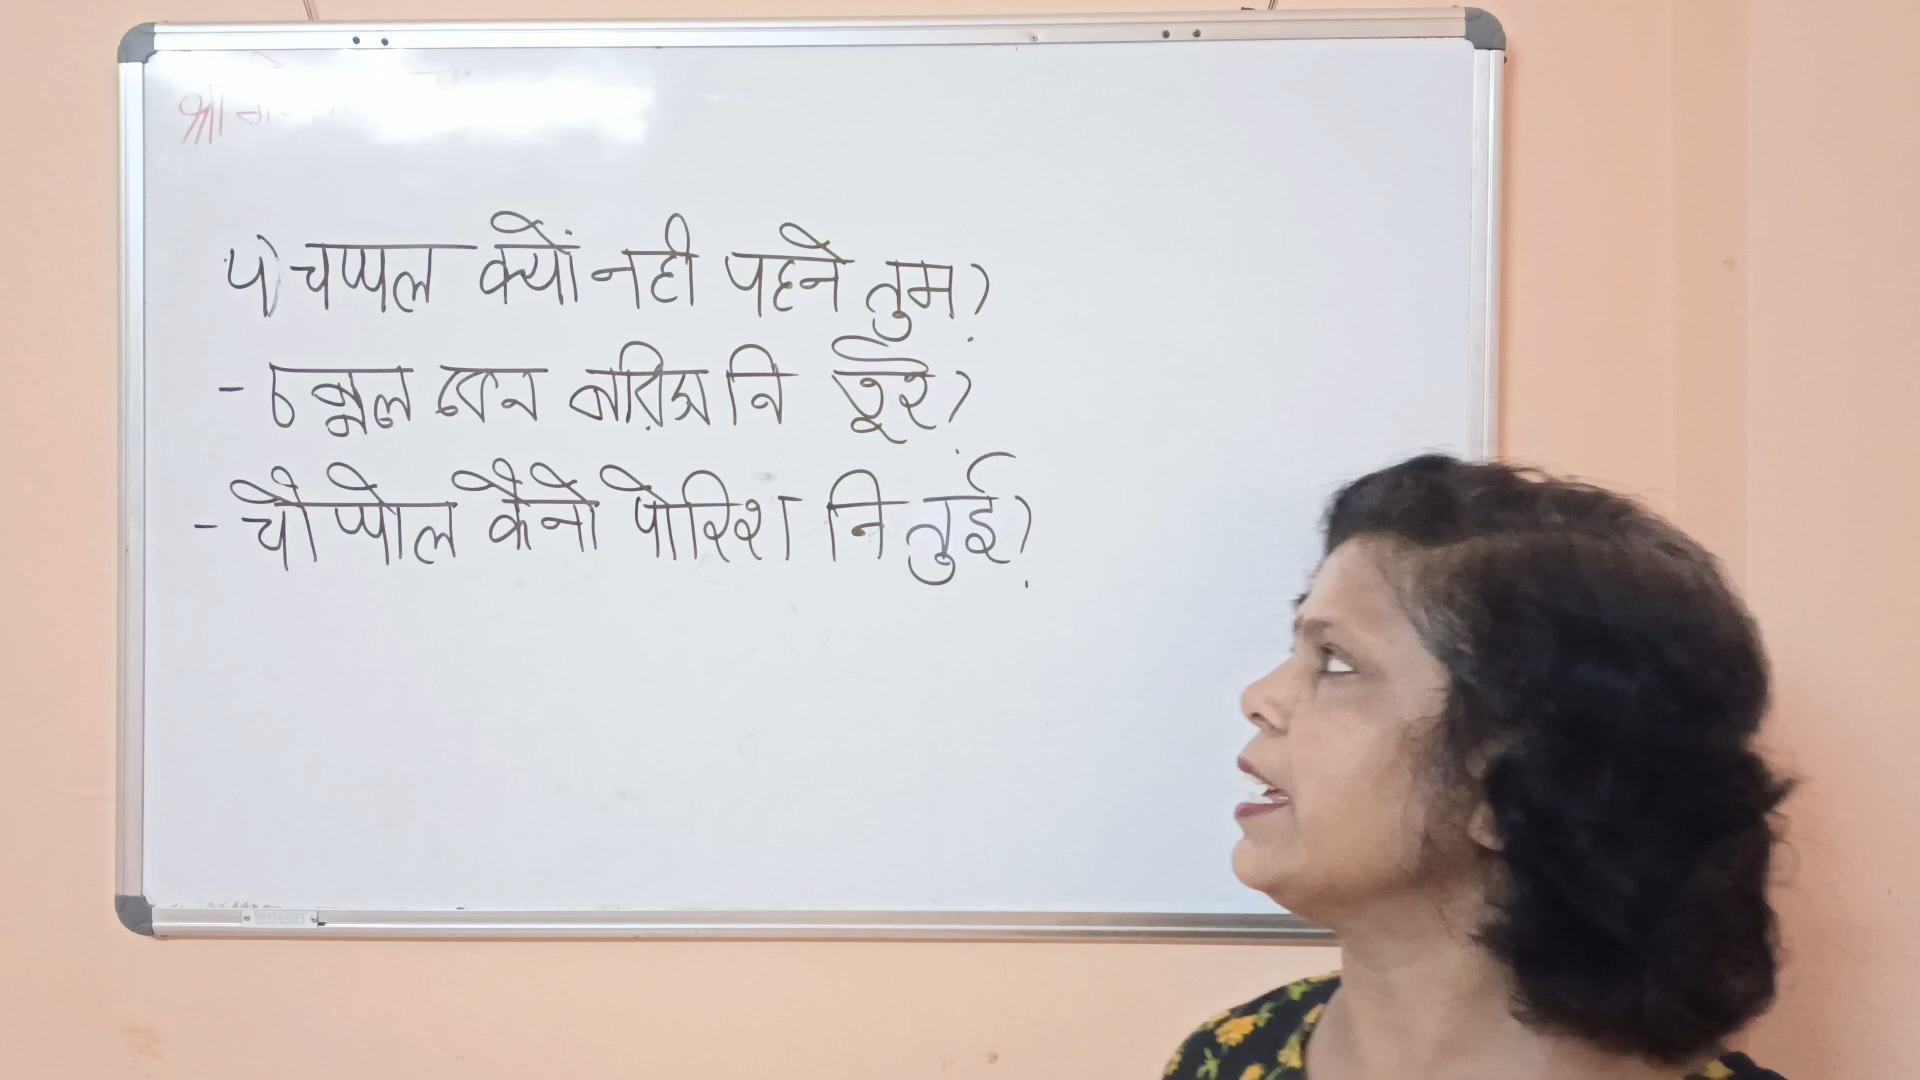 श्री
५) चप्पल क्यों नही पहने तुम?
- চপ্পল কেন পরিস নি তুই?
- चौप्पोल कैनो पोरिश नि तुई?